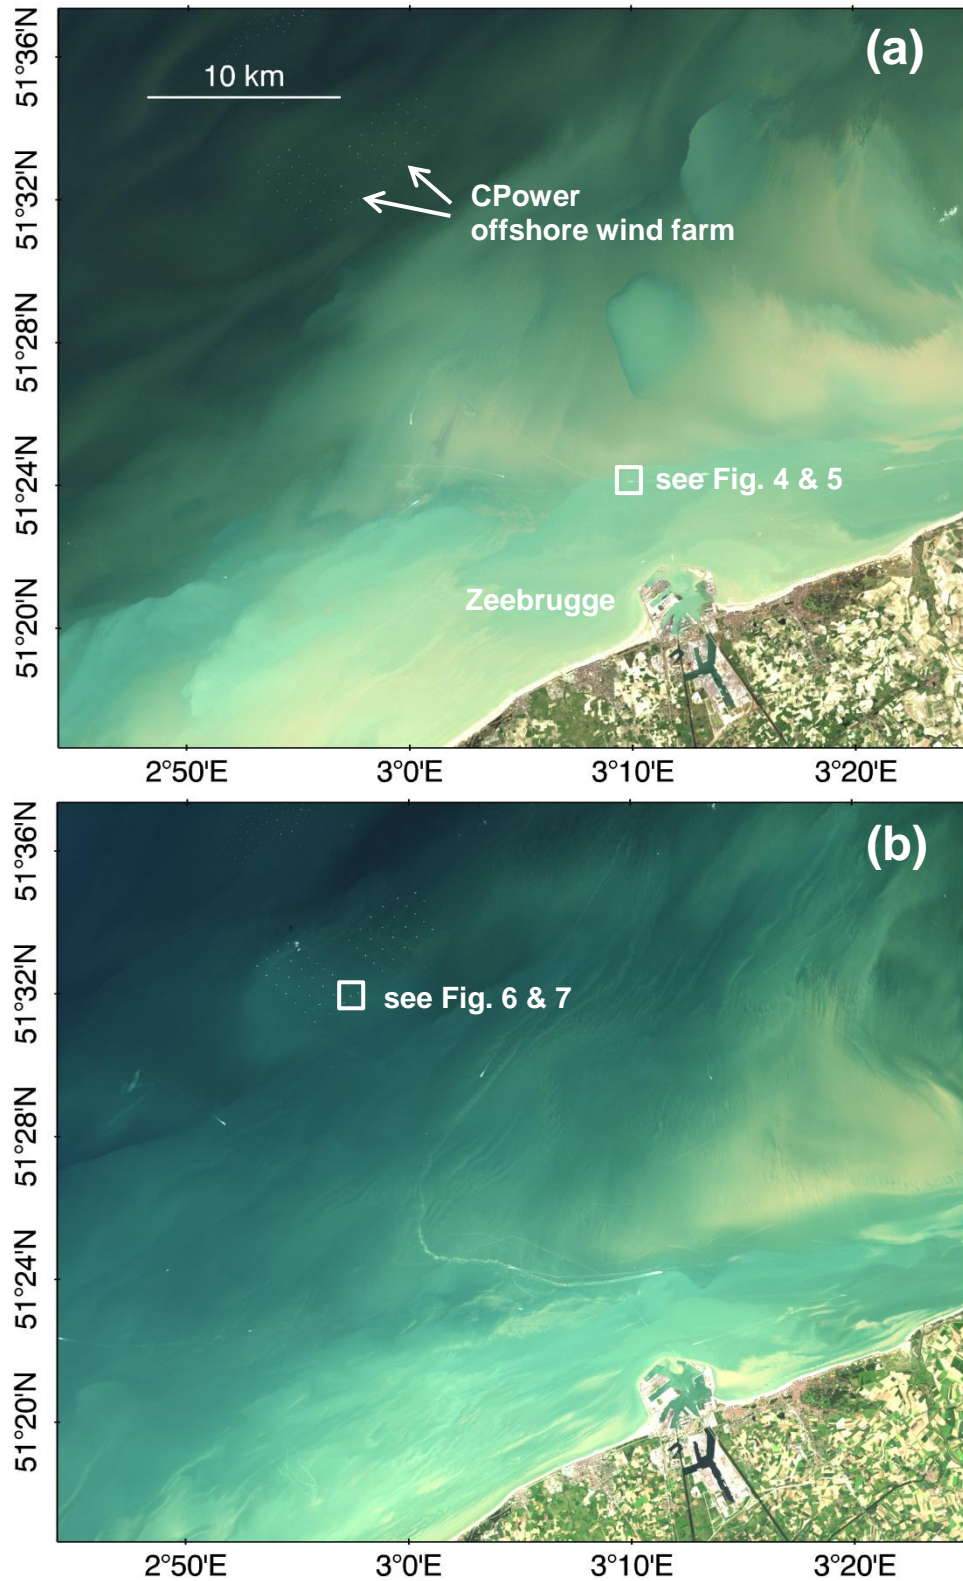 (a)
10 km
CPower
offshore wind farm
see Fig. 4 & 5
Zeebrugge
51°36'N
51°32'N
51°28'N
51°24'N
51°20'N
2°50'E
3°0'E
3°10'E
3°20'E
(b)
see Fig. 6 & 7
51°36'N
51°32'N
51°28'N
51°24'N
51°20'N
2°50'E
3°0'E
3°10'E
3°20'E